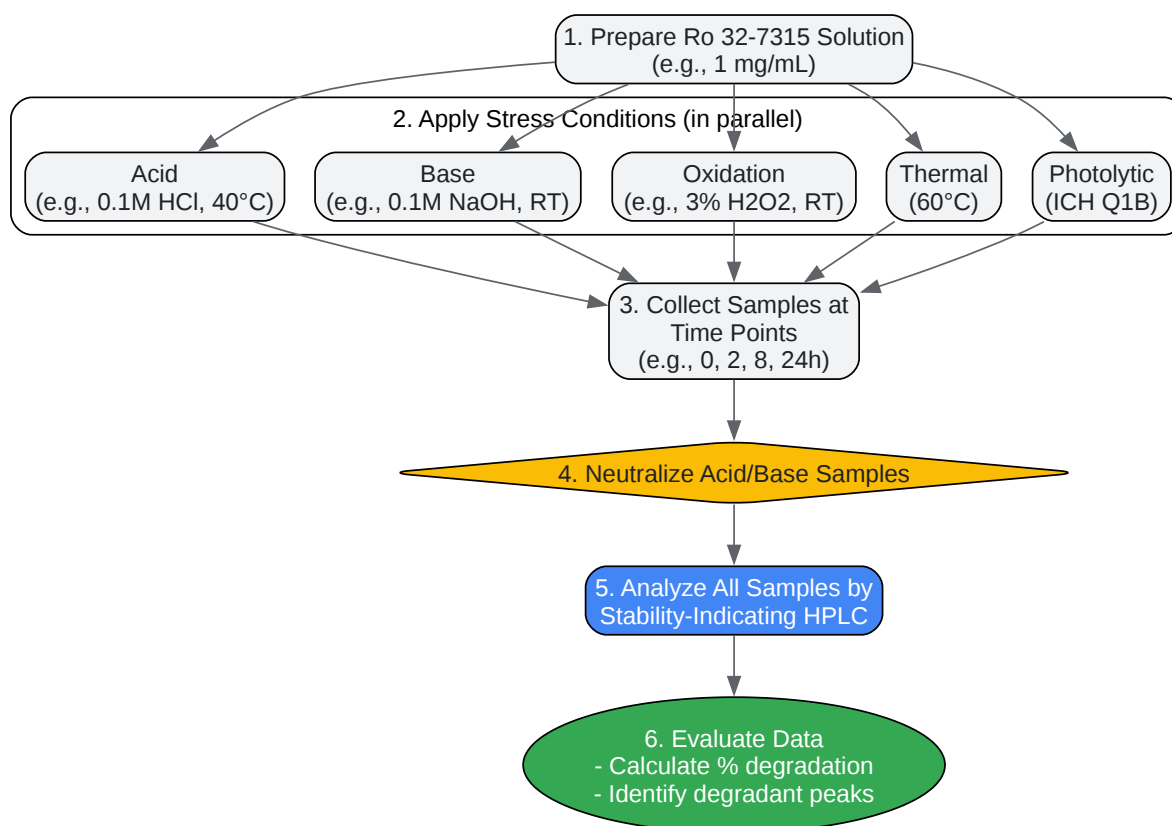 1. Prepare Ro 32-7315 Solution
(e.g., 1 mg/mL)
2. Apply Stress Conditions (in parallel)
Acid
(e.g., 0.1M HCl, 40°C)
Base
(e.g., 0.1M NaOH, RT)
Oxidation
(e.g., 3% H2O2, RT)
Thermal
(60°C)
Photolytic
(ICH Q1B)
3. Collect Samples at
Time Points
(e.g., 0, 2, 8, 24h)
4. Neutralize Acid/Base Samples
5. Analyze All Samples by
Stability-Indicating HPLC
6. Evaluate Data
- Calculate % degradation
- Identify degradant peaks